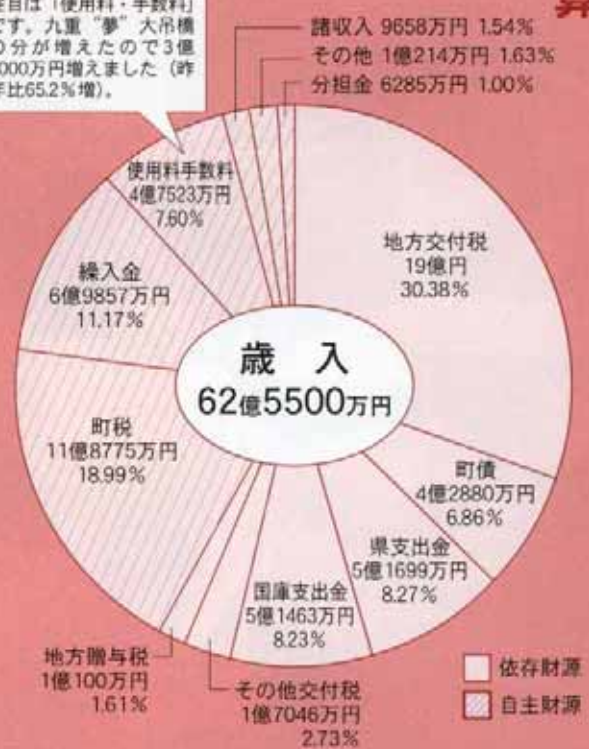 は「使用料・手数料」
です。九重“夢”大吊橋
の分が増えたので3億
000万円増えました（昨
年比65.2%増）。
算
諸収入 9658万円 1.54%
その他 1億214万円 1.63%
分担金 6285万円 1.00%
使用料手数料
4億7523万円
7.60%
地方交付税
19億円
30.38%
繰入金
6億9857万円
11.17%
歳 入
62億5500万円
町税
11億8775万円
18.99%
町債
4億2880万円
6.86%
県支出金
5億1699万円
8.27%
国庫支出金
5億1463万円
8.23%
地方贈与税
1億100万円
1.61%
その他交付税
1億7046万円
2.73%
依存財源
自主財源